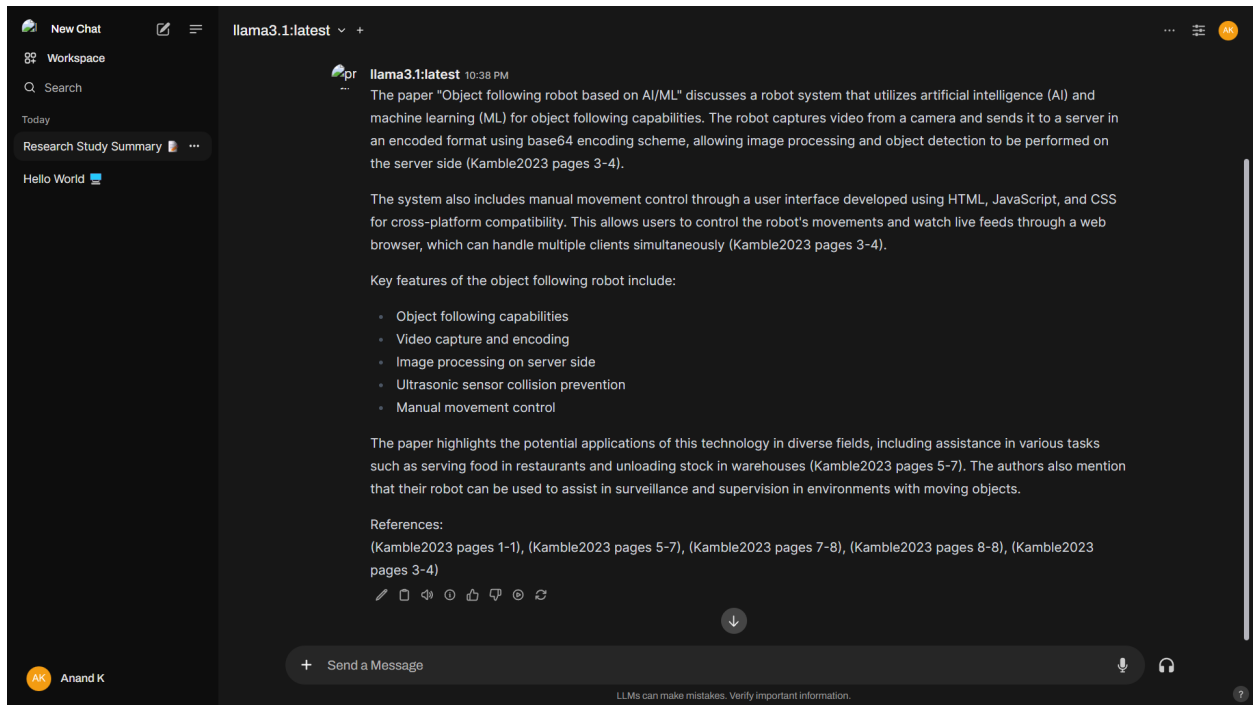 New Chat
Workspace
Search
Today
Research Study Summary
Hello World
AK Anand K
llama3.1:latest
AK
pr
llama3.1:latest 10:38 PM
The paper "Object following robot based on AI/ML" discusses a robot system that utilizes artificial intelligence (AI) and
machine learning (ML) for object following capabilities. The robot captures video from a camera and sends it to a server in
an encoded format using base64 encoding scheme, allowing image processing and object detection to be performed on
the server side (Kamble2023 pages 3-4).
The system also includes manual movement control through a user interface developed using HTML, JavaScript, and CSS
for cross-platform compatibility. This allows users to control the robot's movements and watch live feeds through a web
browser, which can handle multiple clients simultaneously (Kamble2023 pages 3-4).
Key features of the object following robot include:
Object following capabilities
Video capture and encoding
Image processing on server side
Ultrasonic sensor collision prevention
Manual movement control
The paper highlights the potential applications of this technology in diverse fields, including assistance in various tasks
such as serving food in restaurants and unloading stock in warehouses (Kamble2023 pages 5-7). The authors also mention
that their robot can be used to assist in surveillance and supervision in environments with moving objects.
References:
(Kamble2023 pages 1-1), (Kamble2023 pages 5-7), (Kamble2023 pages 7-8), (Kamble2023 pages 8-8), (Kamble2023
pages 3-4)
Send a Message
LLMs can make mistakes. Verify important information.
?